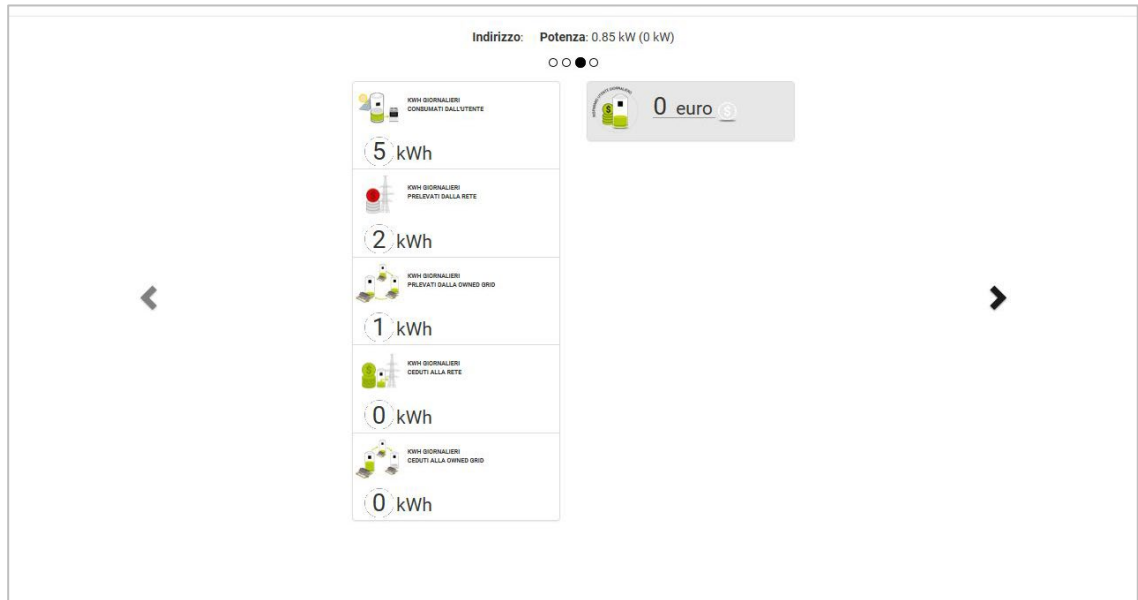 Indirizzo: Potenza: 0.85 kW (0 kW)
KWH GIORNALIERI
CONSUMATI DALL'UTENTE
5 kWh
KWH GIORNALIERI
PRELEVATI DALLA RETE
2 kWh
KWH GIORNALIERI
PRLEVATI DALLA OWNED GRID
1 kWh
KWH GIORNALIERI
CEDUTI ALLA RETE
0 kWh
KWH GIORNALIERI
CEDUTI ALLA OWNED GRID
0 kWh
0 euro